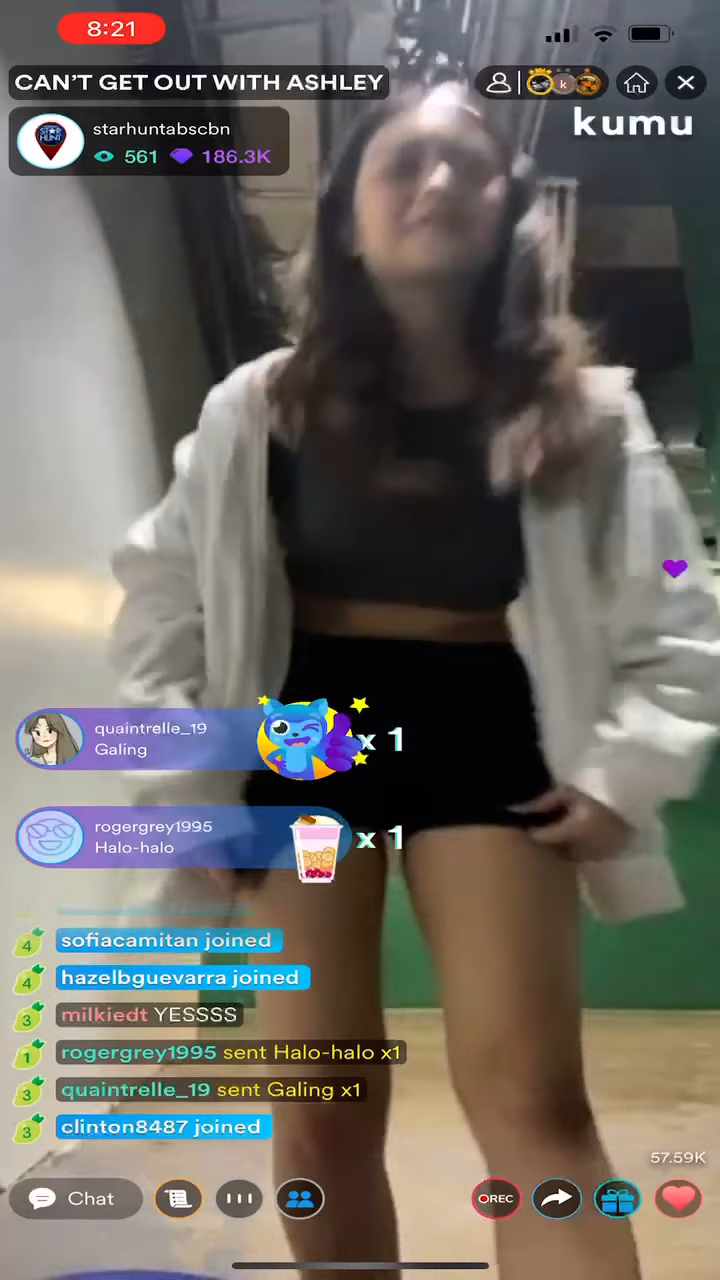 8:21
CAN'T GET OUT WITH ASHLEY
k
kumu
STAR
HUNT
starhuntabscbn
561 186.3K
quaintrelle_19
Galing
x 1
rogergrey1995
Halo-halo
x 1
4 sofiacamitan joined
4 hazelbguevarra joined
3 milkiedt YESSSS
1 rogergrey1995 sent Halo-halo x1
3 quaintrelle_19 sent Galing x1
3 clinton8487 joined
57.59K
Chat
REC